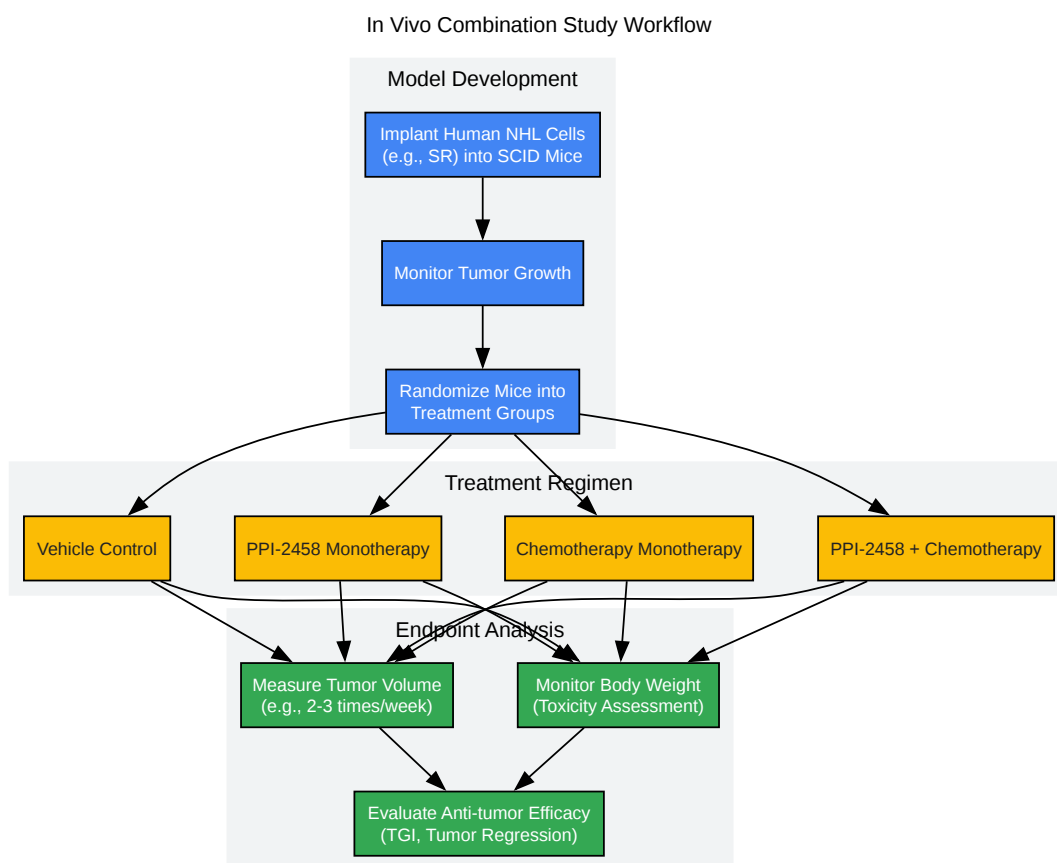 In Vivo Combination Study Workflow
Model Development
Implant Human NHL Cells
(e.g., SR) into SCID Mice
Monitor Tumor Growth
Randomize Mice into
Treatment Groups
Treatment Regimen
Vehicle Control
PPI-2458 Monotherapy
Chemotherapy Monotherapy
PPI-2458 + Chemotherapy
Endpoint Analysis
Measure Tumor Volume
(e.g., 2-3 times/week)
Monitor Body Weight
(Toxicity Assessment)
Evaluate Anti-tumor Efficacy
(TGI, Tumor Regression)